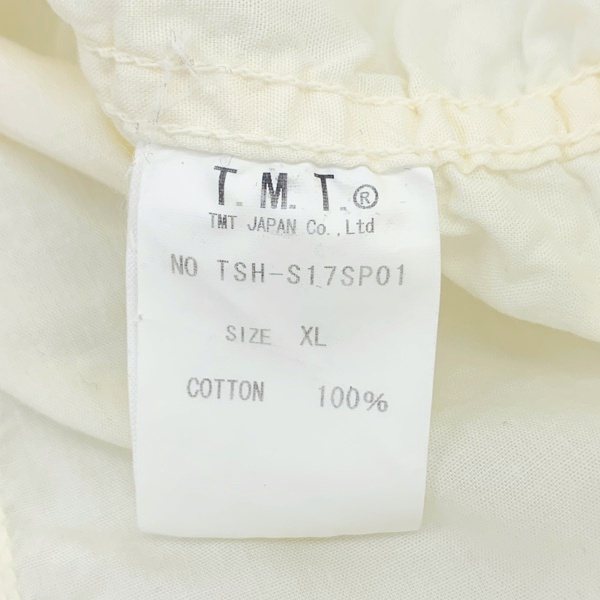 T.M.T.®
TMT JAPAN Co.,Ltd
NO TSH-S17SP01
SIZE XL
COTTON 100%